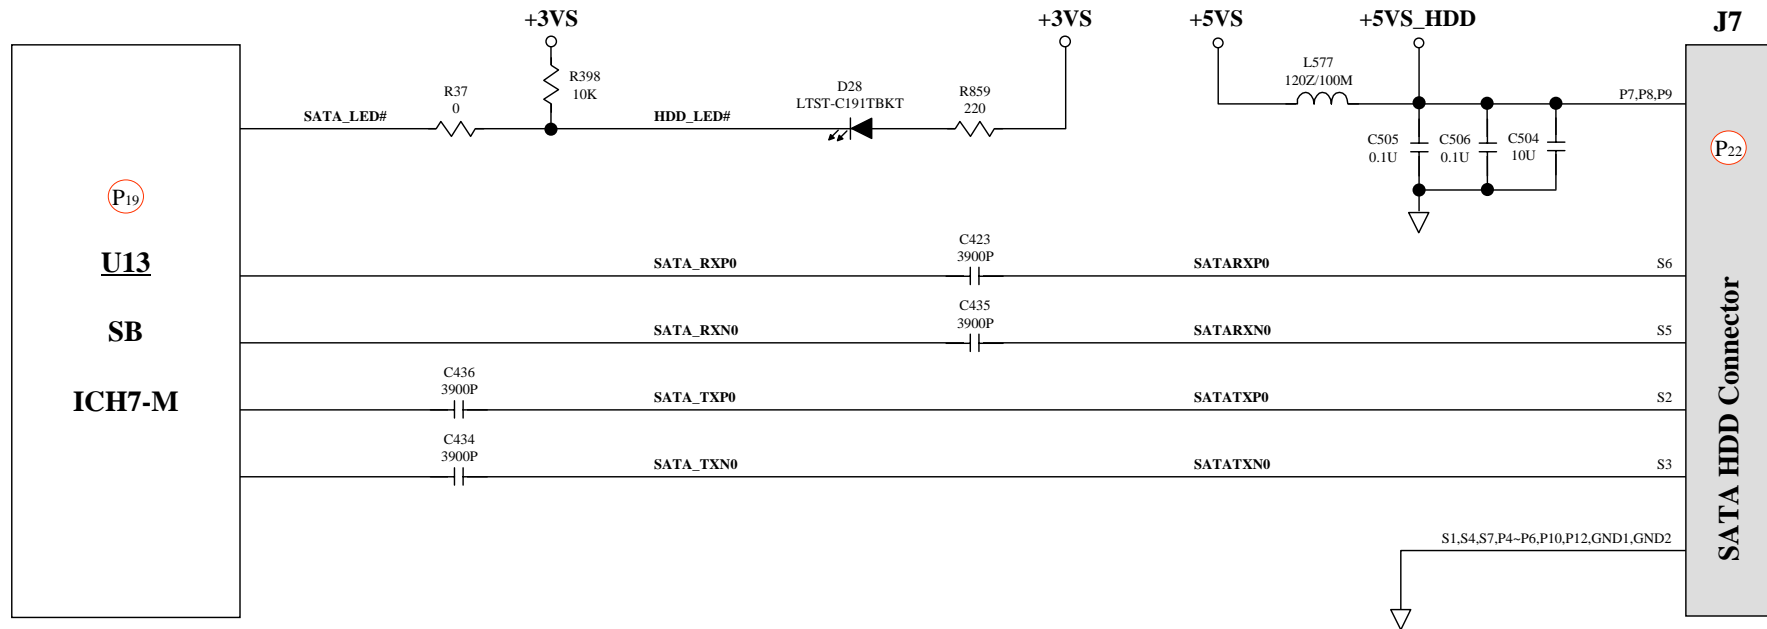 +3VS
+3VS
+5VS
+5VS_HDD
J7
R37
0
R398
10K
SATA_LED#
HDD_LED#
D28
LTST-C191TBKT
R859
220
L577
120Z/100M
P7,P8,P9
C505
0.1U
C506
0.1U
C504
10U
P22
P19
U13
SB
ICH7-M
SATA_RXP0
C423
3900P
SATARXP0
S6
SATA_RXN0
C435
3900P
SATARXN0
S5
C436
3900P
SATA_TXP0
SATATXP0
S2
C434
3900P
SATA_TXN0
SATATXN0
S3
S1,S4,S7,P4~P6,P10,P12,GND1,GND2
SATA HDD Connector